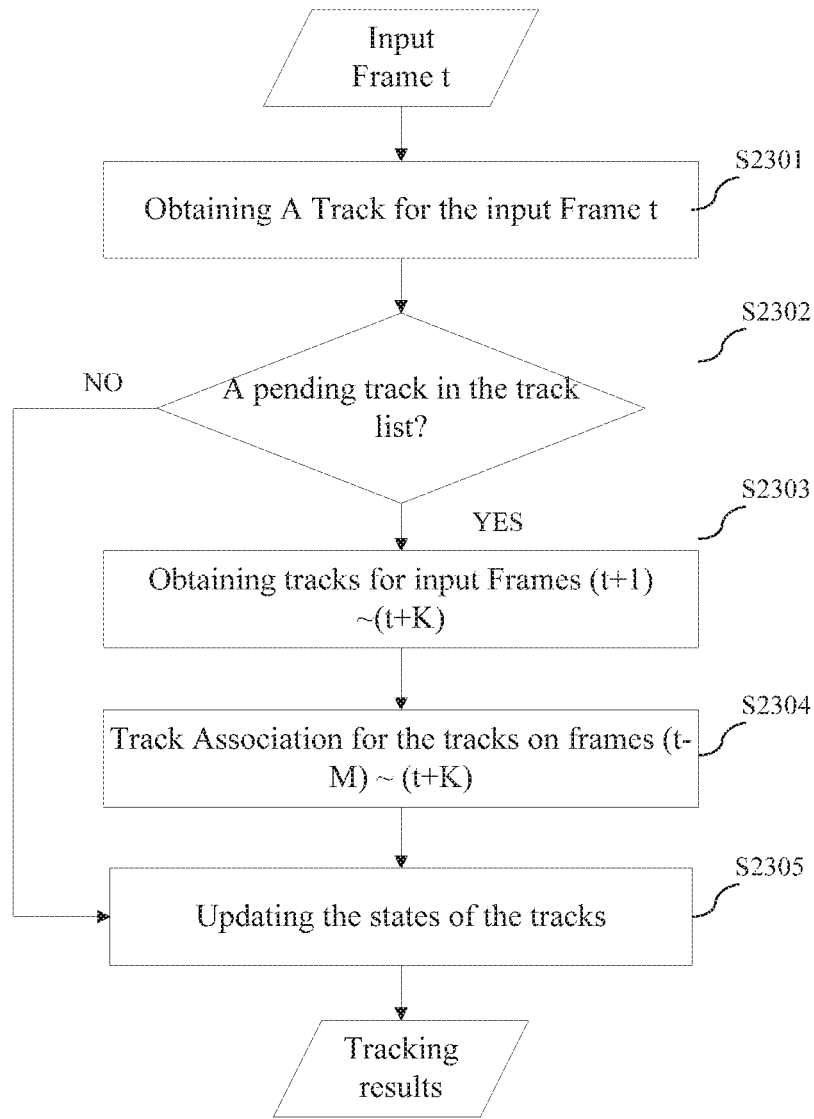 Input
Frame t
S2301
Obtaining A Track for the input Frame t
S2302
NO
A pending track in the track
list?
S2303
YES
Obtaining tracks for input Frames (t+1)
~(t+K)
S2304
Track Association for the tracks on frames (t-
M) ~ (t+K)
S2305
Updating the states of the tracks
Tracking
results